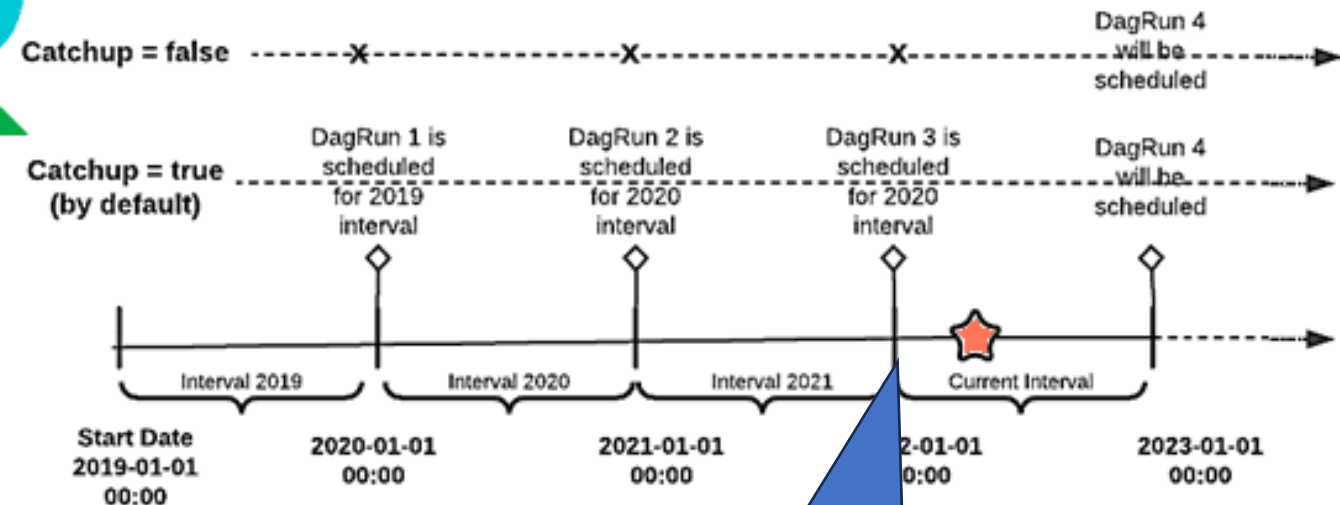 Catchup = false
X
X
X
DagRun 4
will be
scheduled
Catchup = true
(by default)
DagRun 1 is
scheduled
for 2019
interval
DagRun 2 is
scheduled
for 2020
interval
DagRun 3 is
scheduled
for 2020
interval
DagRun 4
will be
scheduled
Interval 2019
Interval 2020
Interval 2021
Current Interval
Start Date
2019-01-01
00:00
2020-01-01
00:00
2021-01-01
00:00
2-01-01
0:00
2023-01-01
00:00